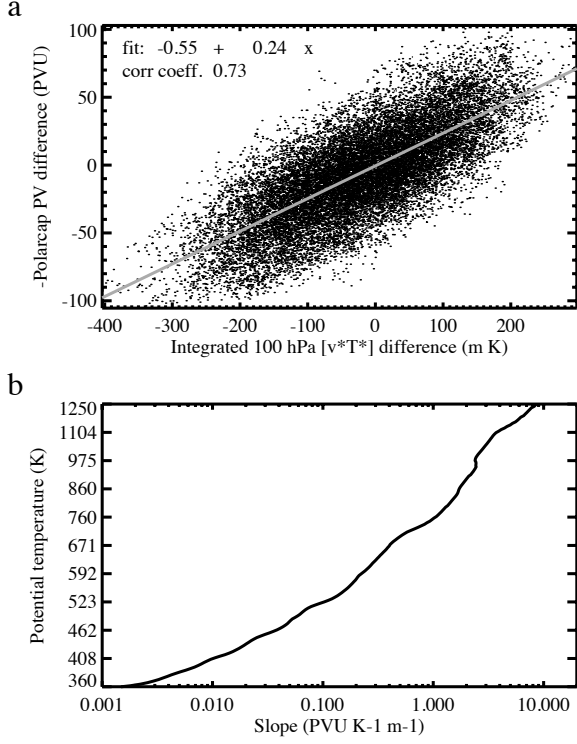 a
fit: -0.55 + 0.24 x
corr coeff. 0.73
-Polarcap PV difference (PVU)
100
50
0
-50
-100
-400 -300 -200 -100 0 100 200
Integrated 100 hPa [v*T*] difference (m K)
b
Potential temperature (K)
1250
1104
975
860
760
671
592
523
462
408
360
0.001 0.010 0.100 1.000 10.000
Slope (PVU K-1 m-1)